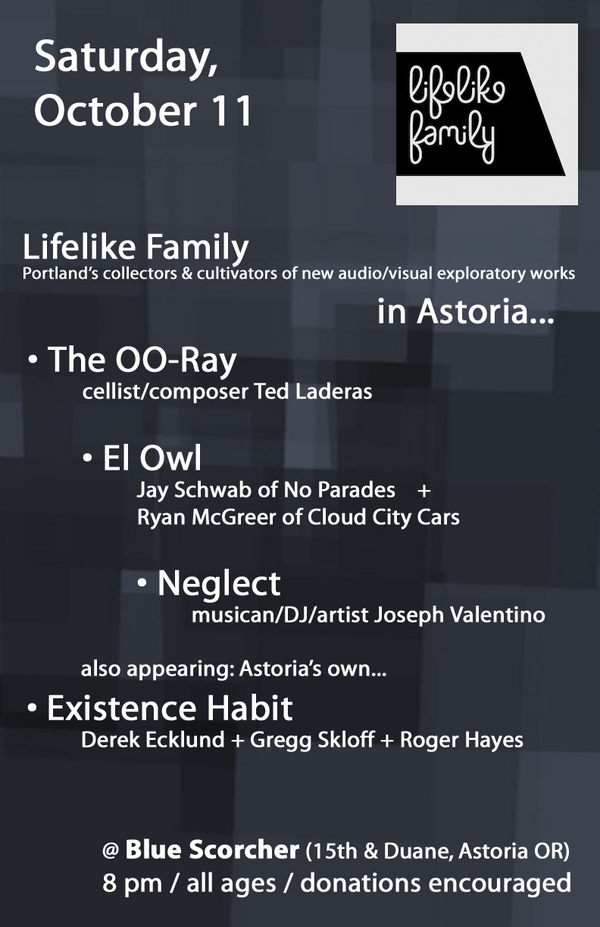 Saturday,
October 11
lifelike
family
Lifelike Family
Portland's collectors & cultivators of new audio/visual exploratory works
in Astoria...
• The OO-Ray
cellist/composer Ted Laderas
• El Owl
Jay Schwab of No Parades +
Ryan McGreer of Cloud City Cars
• Neglect
musican/DJ/artist Joseph Valentino
also appearing: Astoria's own...
• Existence Habit
Derek Ecklund + Gregg Skloff + Roger Hayes
@ Blue Scorcher (15th & Duane, Astoria OR)
8 pm / all ages / donations encouraged